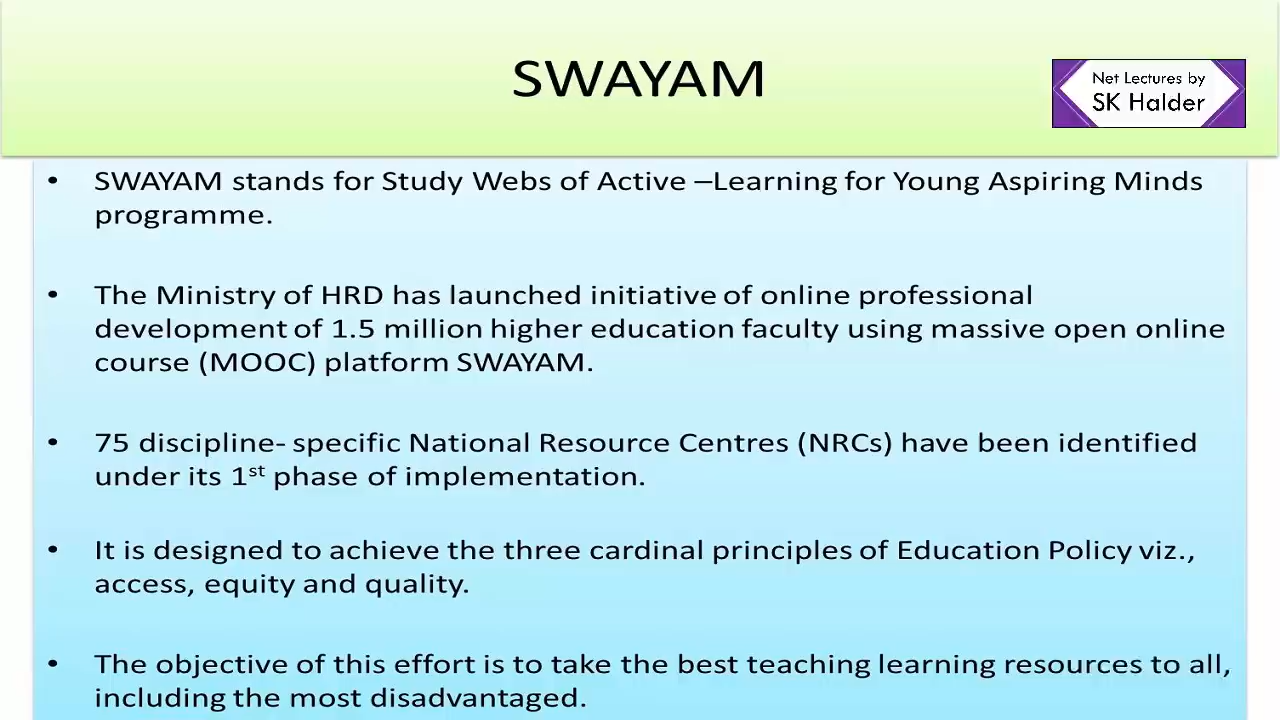 SWAYAM
Net Lectures by
SK Halder
• SWAYAM stands for Study Webs of Active –Learning for Young Aspiring Minds
programme.
• The Ministry of HRD has launched initiative of online professional
development of 1.5 million higher education faculty using massive open online
course (MOOC) platform SWAYAM.
• 75 discipline- specific National Resource Centres (NRCs) have been identified
under its 1st phase of implementation.
• It is designed to achieve the three cardinal principles of Education Policy viz.,
access, equity and quality.
• The objective of this effort is to take the best teaching learning resources to all,
including the most disadvantaged.